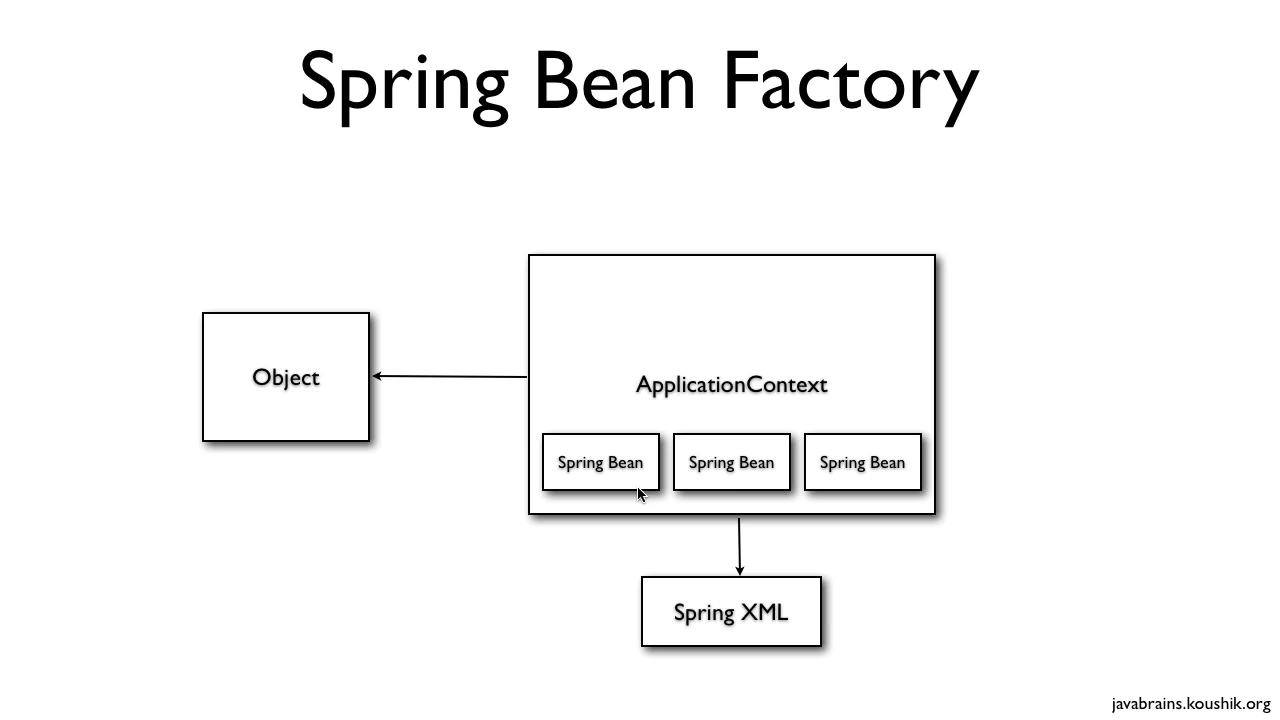 Spring Bean Factory
Object
ApplicationContext
Spring Bean
Spring Bean
Spring Bean
Spring XML
javabrains.koushik.org